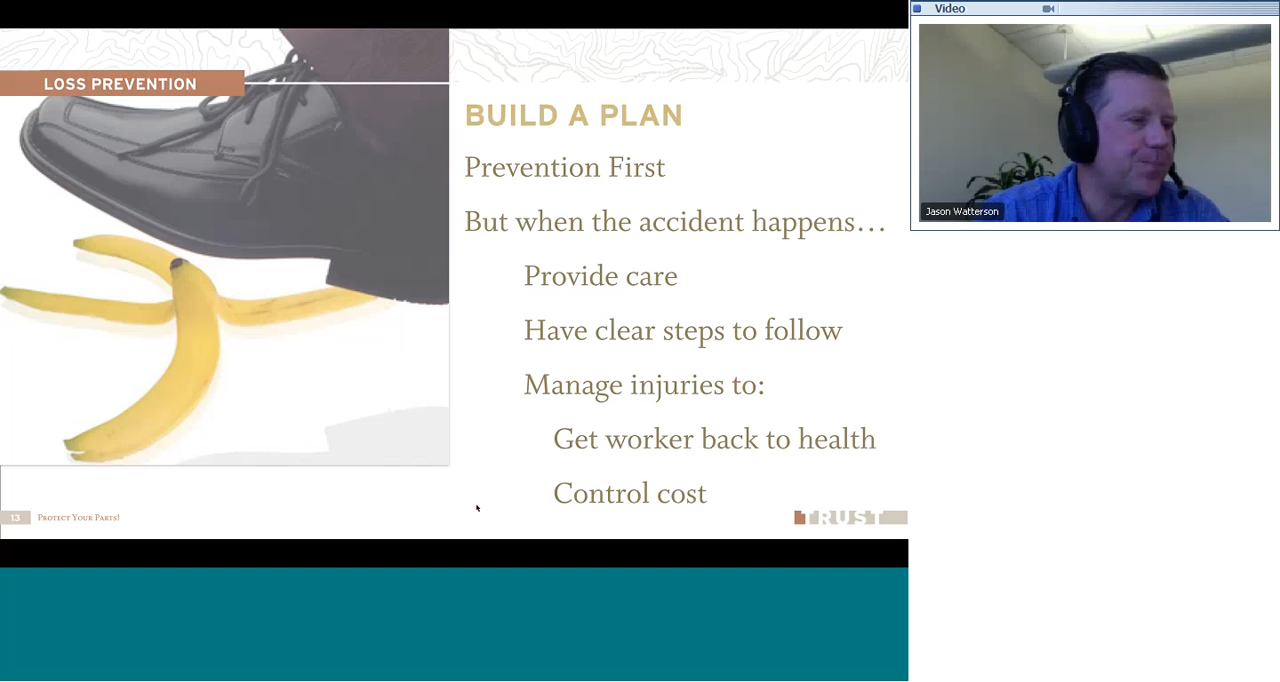 Video
LOSS PREVENTION
BUILD A PLAN
Prevention First
But when the accident happens…
Provide care
Have clear steps to follow
Manage injuries to:
Get worker back to health
Control cost
Jason Watterson
13
Protect Your Parts!
TRUST